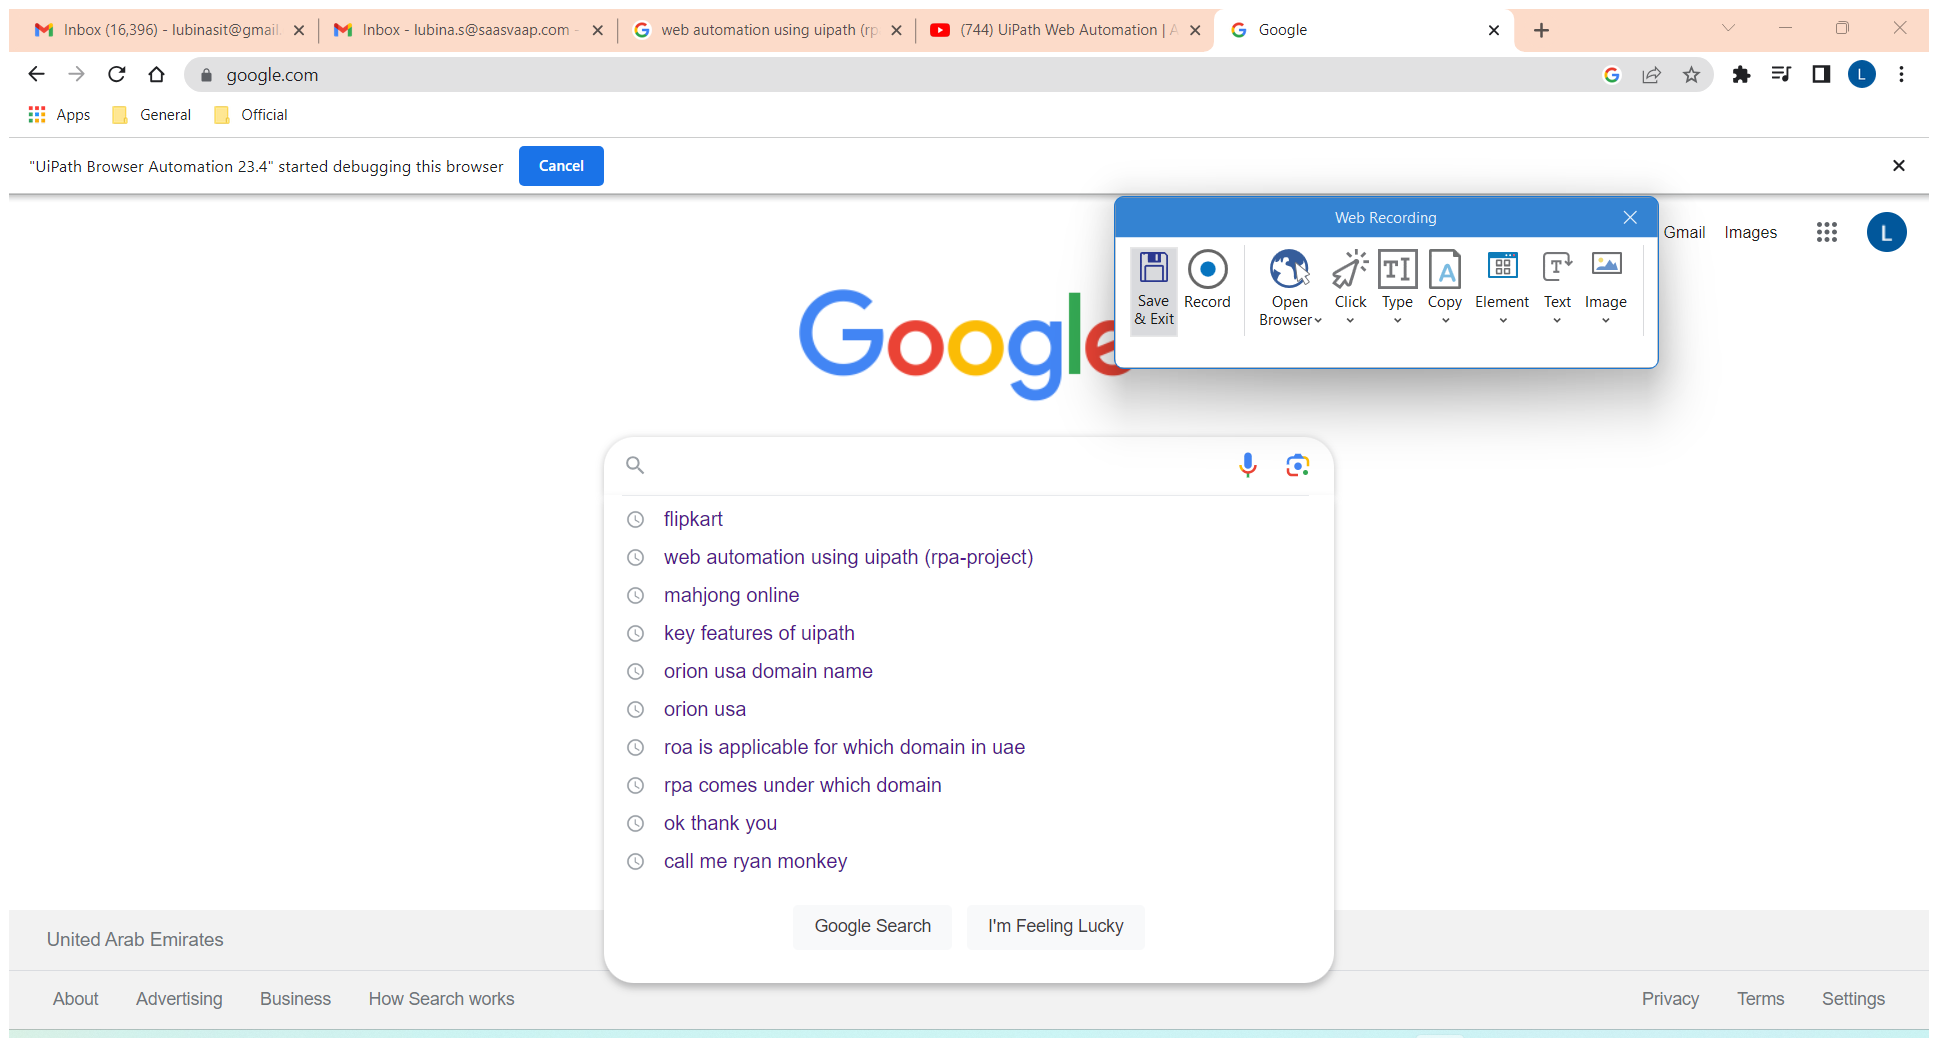 Inbox (16,396) - lubinasit@gmail.
Inbox - lubina.s@saasvaap.com -
web automation using uipath (rp
(744) UiPath Web Automation | A
Google
google.com
L
Apps
General
Official
"UiPath Browser Automation 23.4" started debugging this browser
Cancel
Web Recording
Gmail
Images
L
Save & Exit
Record
Open Browser
Click
Type
Copy
Element
Text
Image
Google
flipkart
web automation using uipath (rpa-project)
mahjong online
key features of uipath
orion usa domain name
orion usa
roa is applicable for which domain in uae
rpa comes under which domain
ok thank you
call me ryan monkey
Google Search
I'm Feeling Lucky
United Arab Emirates
About
Advertising
Business
How Search works
Privacy
Terms
Settings